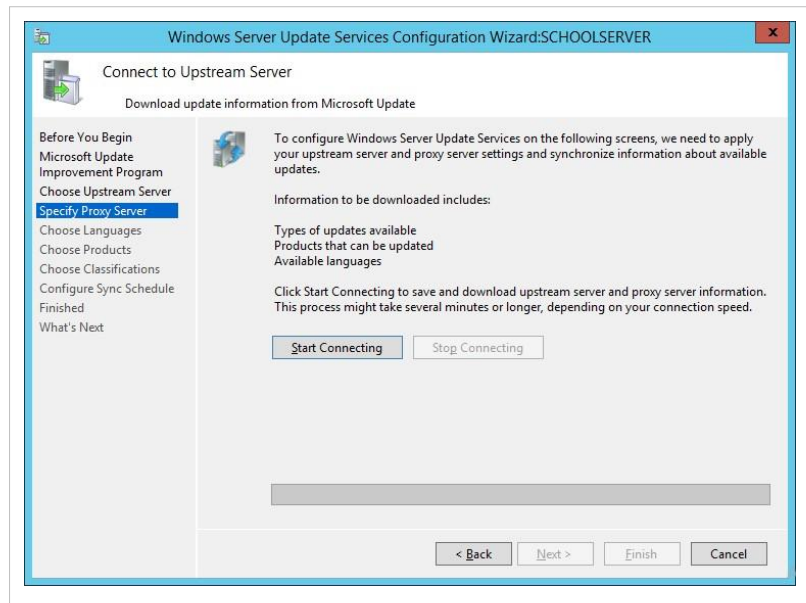 Windows Server Update Services Configuration Wizard:SCHOOLSERVER
x
Connect to Upstream Server
Download update information from Microsoft Update
Before You Begin
Microsoft Update
Improvement Program
Choose Upstream Server
Specify Proxy Server
Choose Languages
Choose Products
Choose Classifications
Configure Sync Schedule
Finished
What's Next
To configure Windows Server Update Services on the following screens, we need to apply
your upstream server and proxy server settings and synchronize information about available
updates.
Information to be downloaded includes:
Types of updates available
Products that can be updated
Available languages
Click Start Connecting to save and download upstream server and proxy server information.
This process might take several minutes or longer, depending on your connection speed.
Start Connecting
Stop Connecting
< Back
Next >
Finish
Cancel